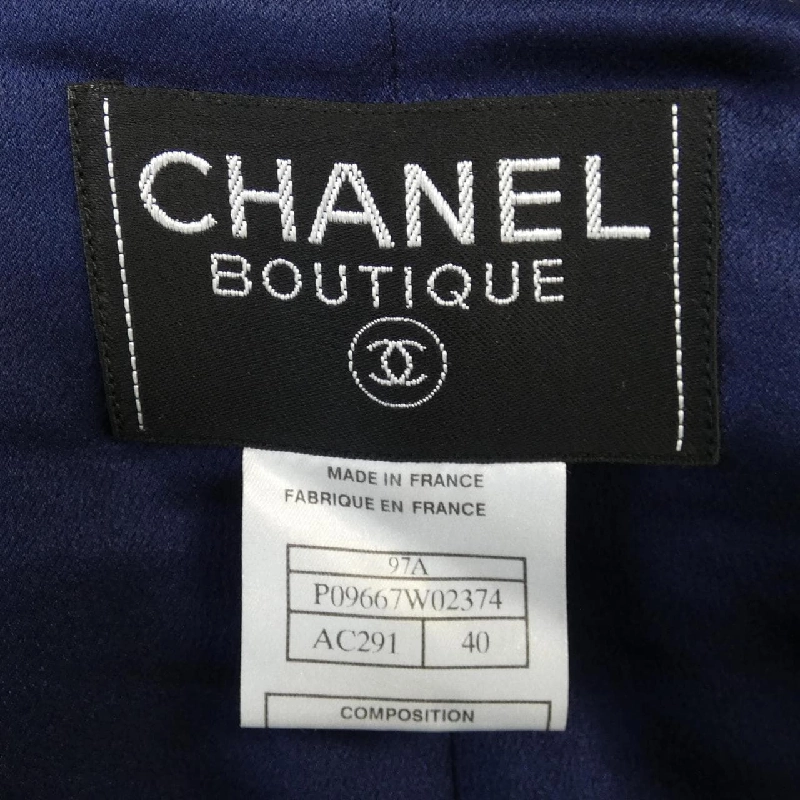 CHANEL
BOUTIQUE
MADE IN FRANCE
FABRIQUE EN FRANCE
97A
P09667W02374
AC291 40
COMPOSITION